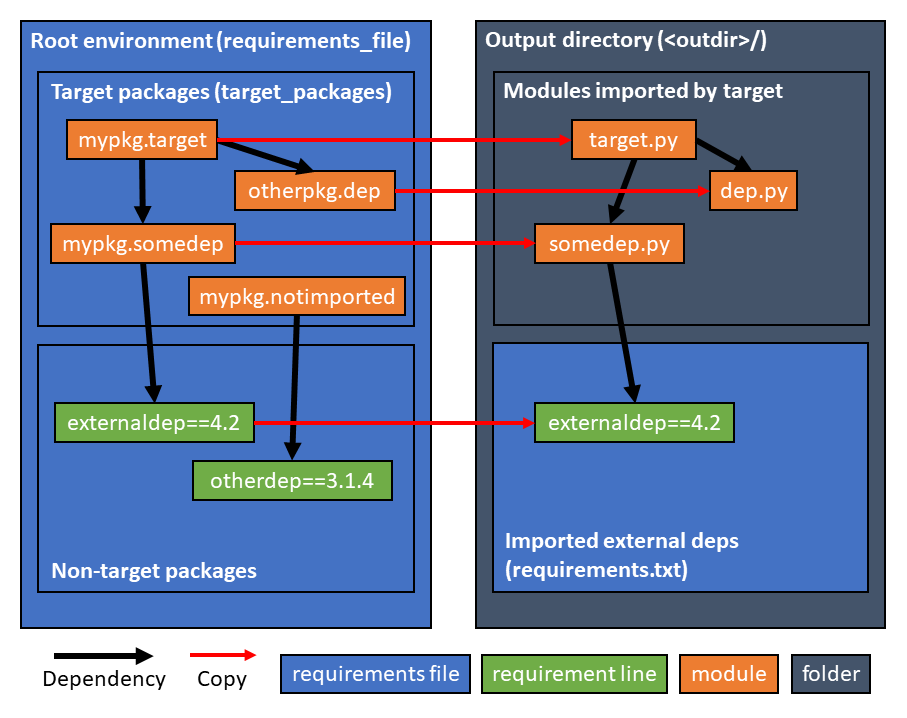 Root environment (requirements_file)
Target packages (target_packages)
mypkg.target
otherpkg.dep
mypkg.somedep
mypkg.notimported
externaldep==4.2
otherdep==3.1.4
Non-target packages
Output directory (<outdir>/)
Modules imported by target
target.py
dep.py
somedep.py
externaldep==4.2
Imported external deps
(requirements.txt)
Dependency
Copy
requirements file
requirement line
module
folder